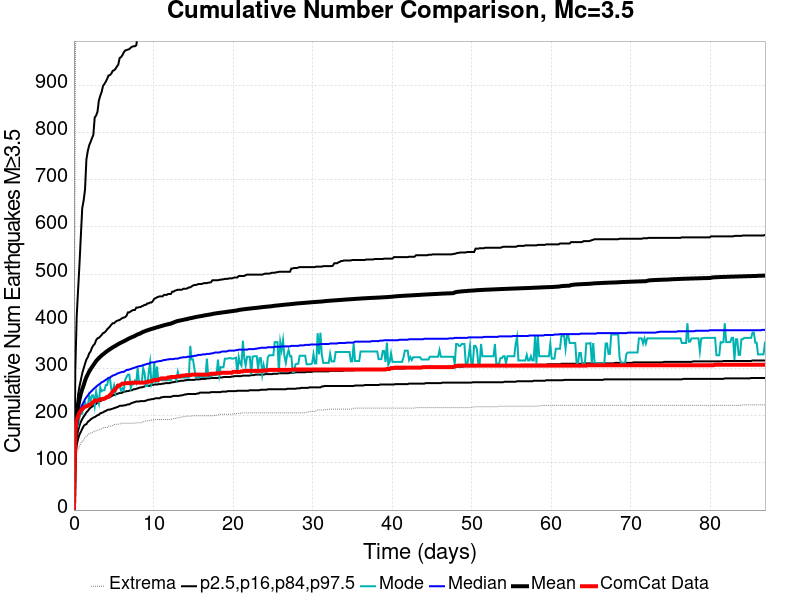 Cumulative Number Comparison, Mc=3.5
Cumulative Num Earthquakes M≥3.5
900
800
700
600
500
400
300
200
100
0
0 10 20 30 40 50 60 70 80
Time (days)
Extrema p2.5,p16,p84,p97.5 Mode Median Mean ComCat Data